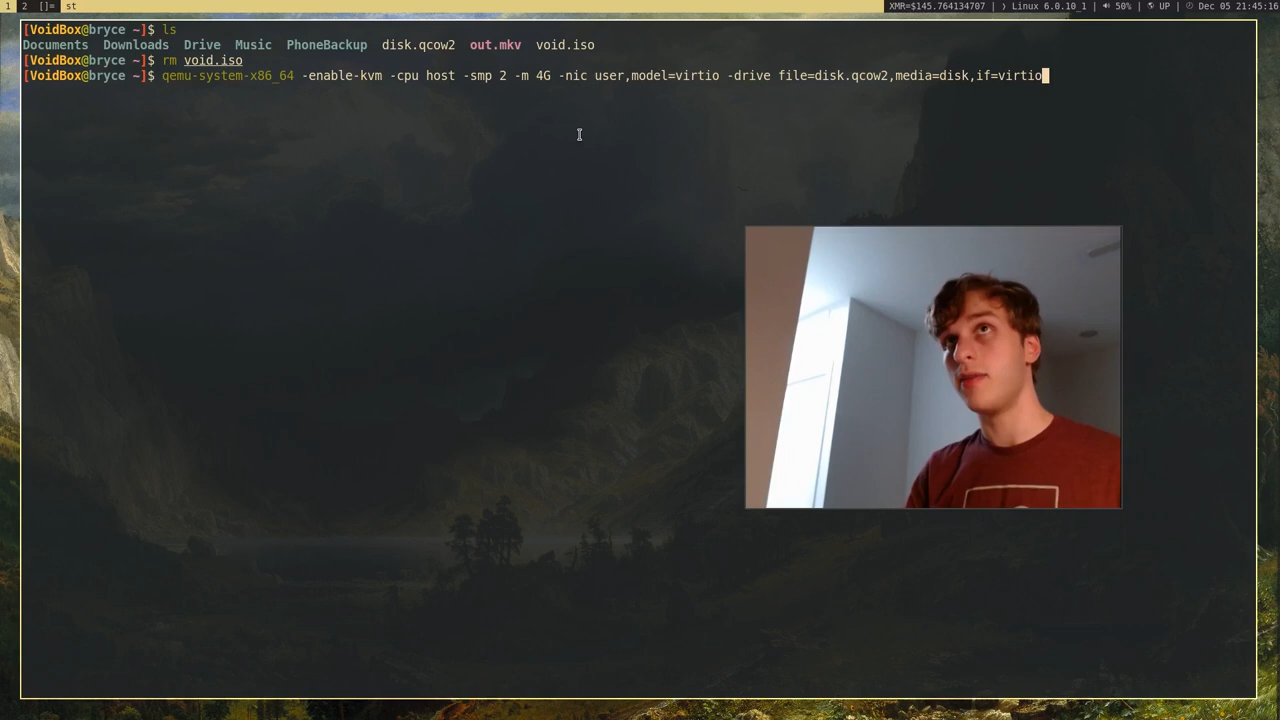 1 2 []= st XMR=$145.764134707 | Linux 6.0.10_1 | 50% | UP | Dec 05 21:45:16
[VoidBox@bryce ~]$ ls
Documents Downloads Drive Music PhoneBackup disk.qcow2 out.mkv void.iso
[VoidBox@bryce ~]$ rm void.iso
[VoidBox@bryce ~]$ qemu-system-x86_64 -enable-kvm -cpu host -smp 2 -m 4G -nic user,model=virtio -drive file=disk.qcow2,media=disk,if=virtio